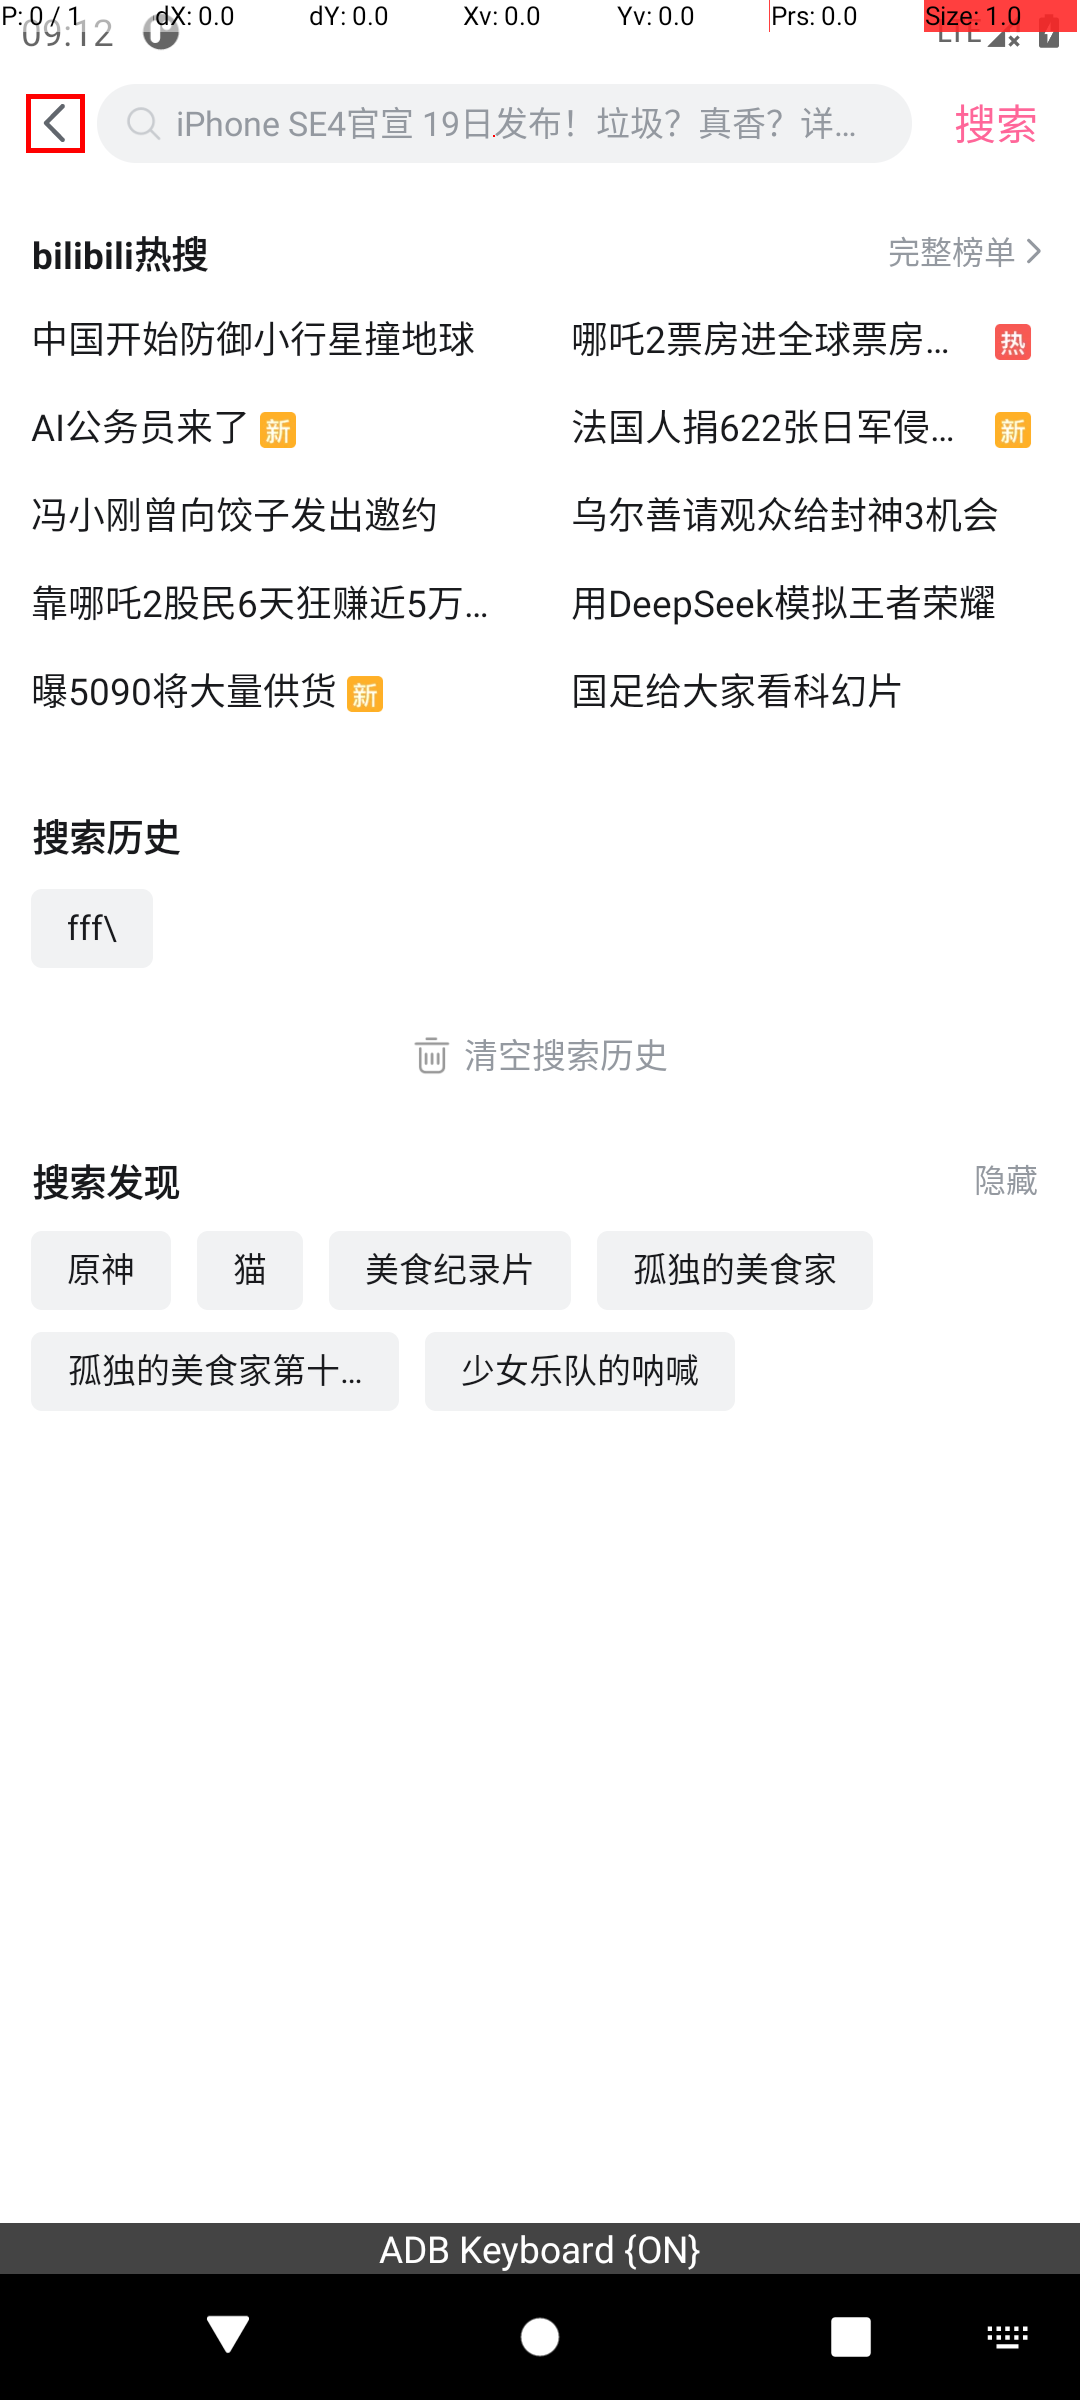 P: 0 / 1 dX: 0.0 dY: 0.0 Xv: 0.0 Yv: 0.0 Prs: 0.0 Size: 1.0
09:12 LTE
iPhone SE4官宣 19日发布！垃圾？真香？详... 搜索
bilibili热搜 完整榜单
中国开始防御小行星撞地球 哪吒2票房进全球票房... 热
AI公务员来了 新 法国人捐622张日军侵... 新
冯小刚曾向饺子发出邀约 乌尔善请观众给封神3机会
靠哪吒2股民6天狂赚近5万... 用DeepSeek模拟王者荣耀
曝5090将大量供货 新 国足给大家看科幻片
搜索历史
fff\
清空搜索历史
搜索发现 隐藏
原神 猫 美食纪录片 孤独的美食家
孤独的美食家第十... 少女乐队的呐喊
ADB Keyboard {ON}